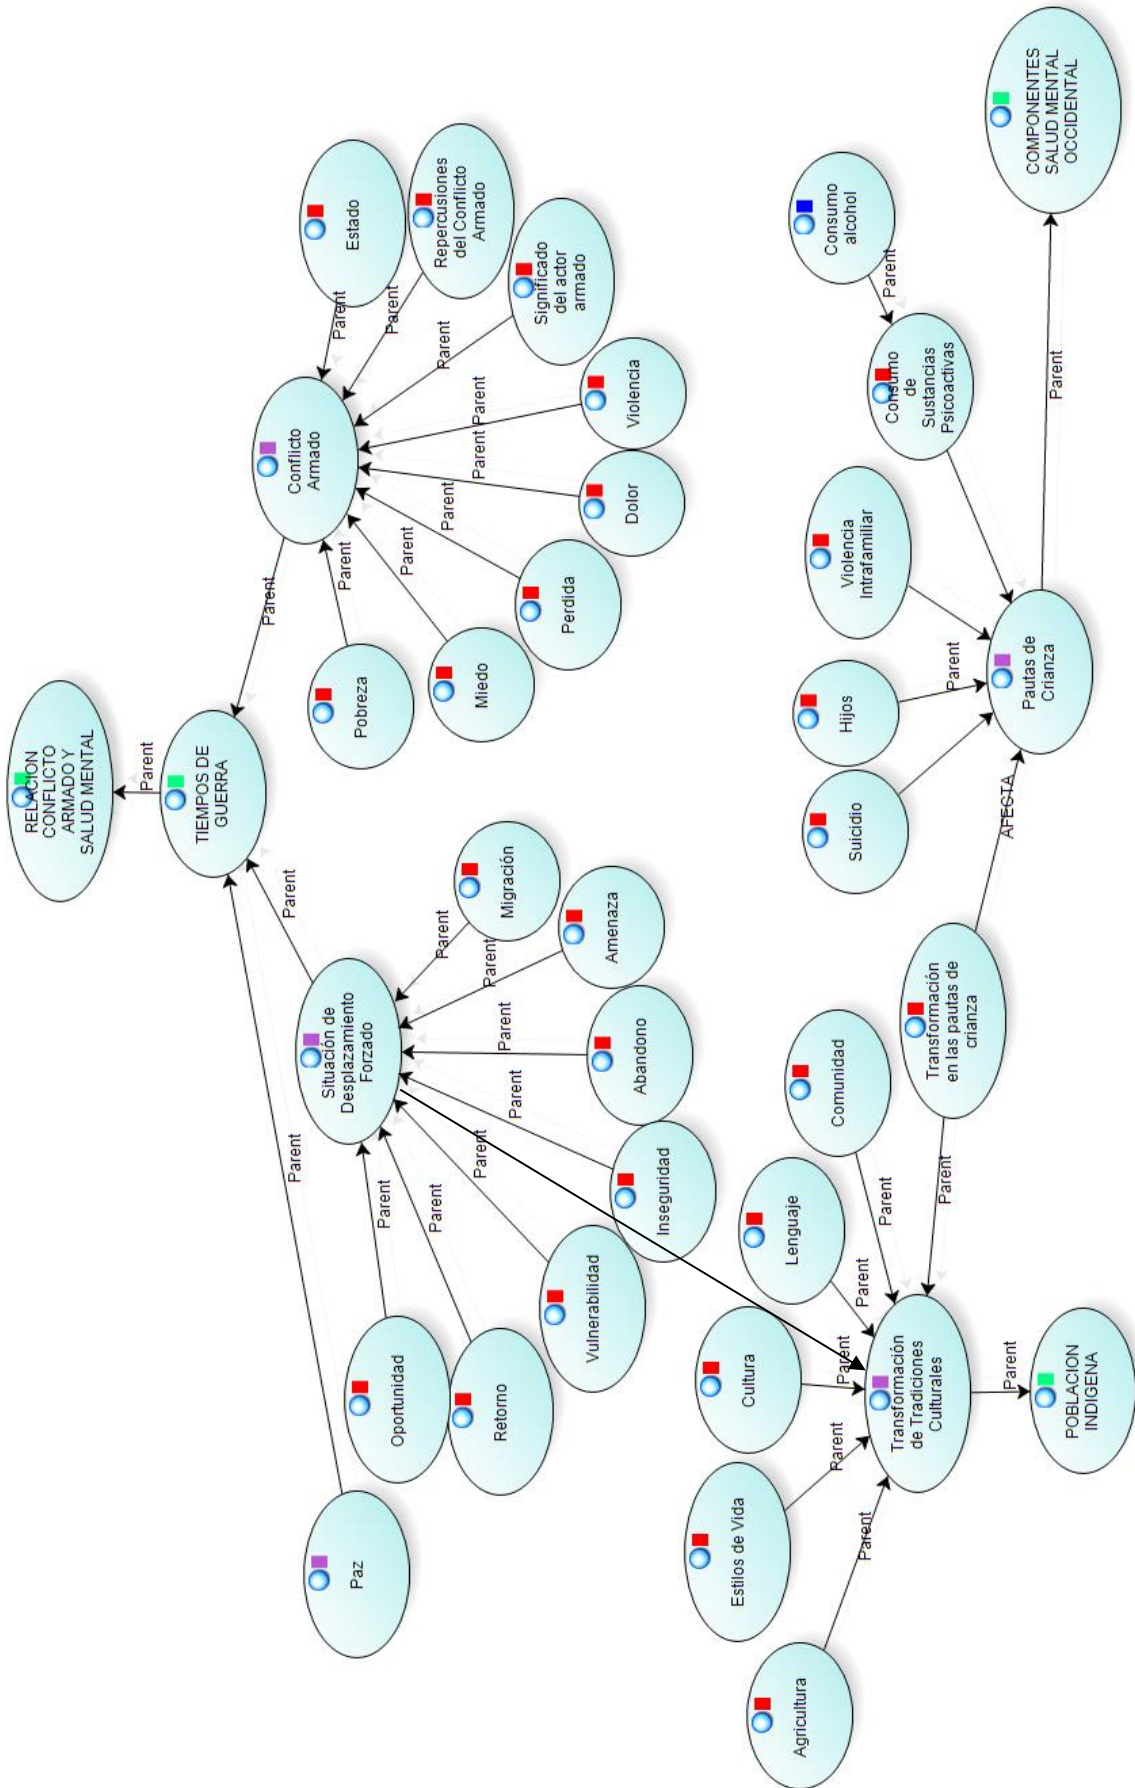 RELACION
CONFLICTO
ARMADO Y
SALUD MENTAL
Parent
TIEMPOS DE
GUERRA
Parent
Parent
Parent
Paz
Situación de
Desplazamiento
Forzado
Conflicto
Armado
Oportunidad
Parent
Retorno
Parent
Vulnerabilidad
Parent
Inseguridad
Parent
Abandono
Parent
Amenaza
Parent
Migración
Parent
Pobreza
Parent
Miedo
Parent
Perdida
Parent
Dolor
Parent
Violencia
Parent
Significado
del actor
armado
Parent
Repercusiones
del Conflicto
Armado
Parent
Estado
Parent
Agricultura
Parent
Estilos de Vida
Parent
Cultura
Parent
Lenguaje
Parent
Comunidad
Parent
Transformación
en las pautas de
crianza
Parent
AFECTA
Transformación
de Tradiciones
Culturales
Parent
POBLACION
INDIGENA
Suicidio
Hijos
Parent
Violencia
Intrafamiliar
Consumo
de
Sustancias
Psicoactivas
Parent
Consumo
alcohol
Pautas de
Crianza
Parent
COMPONENTES
SALUD MENTAL
OCCIDENTAL